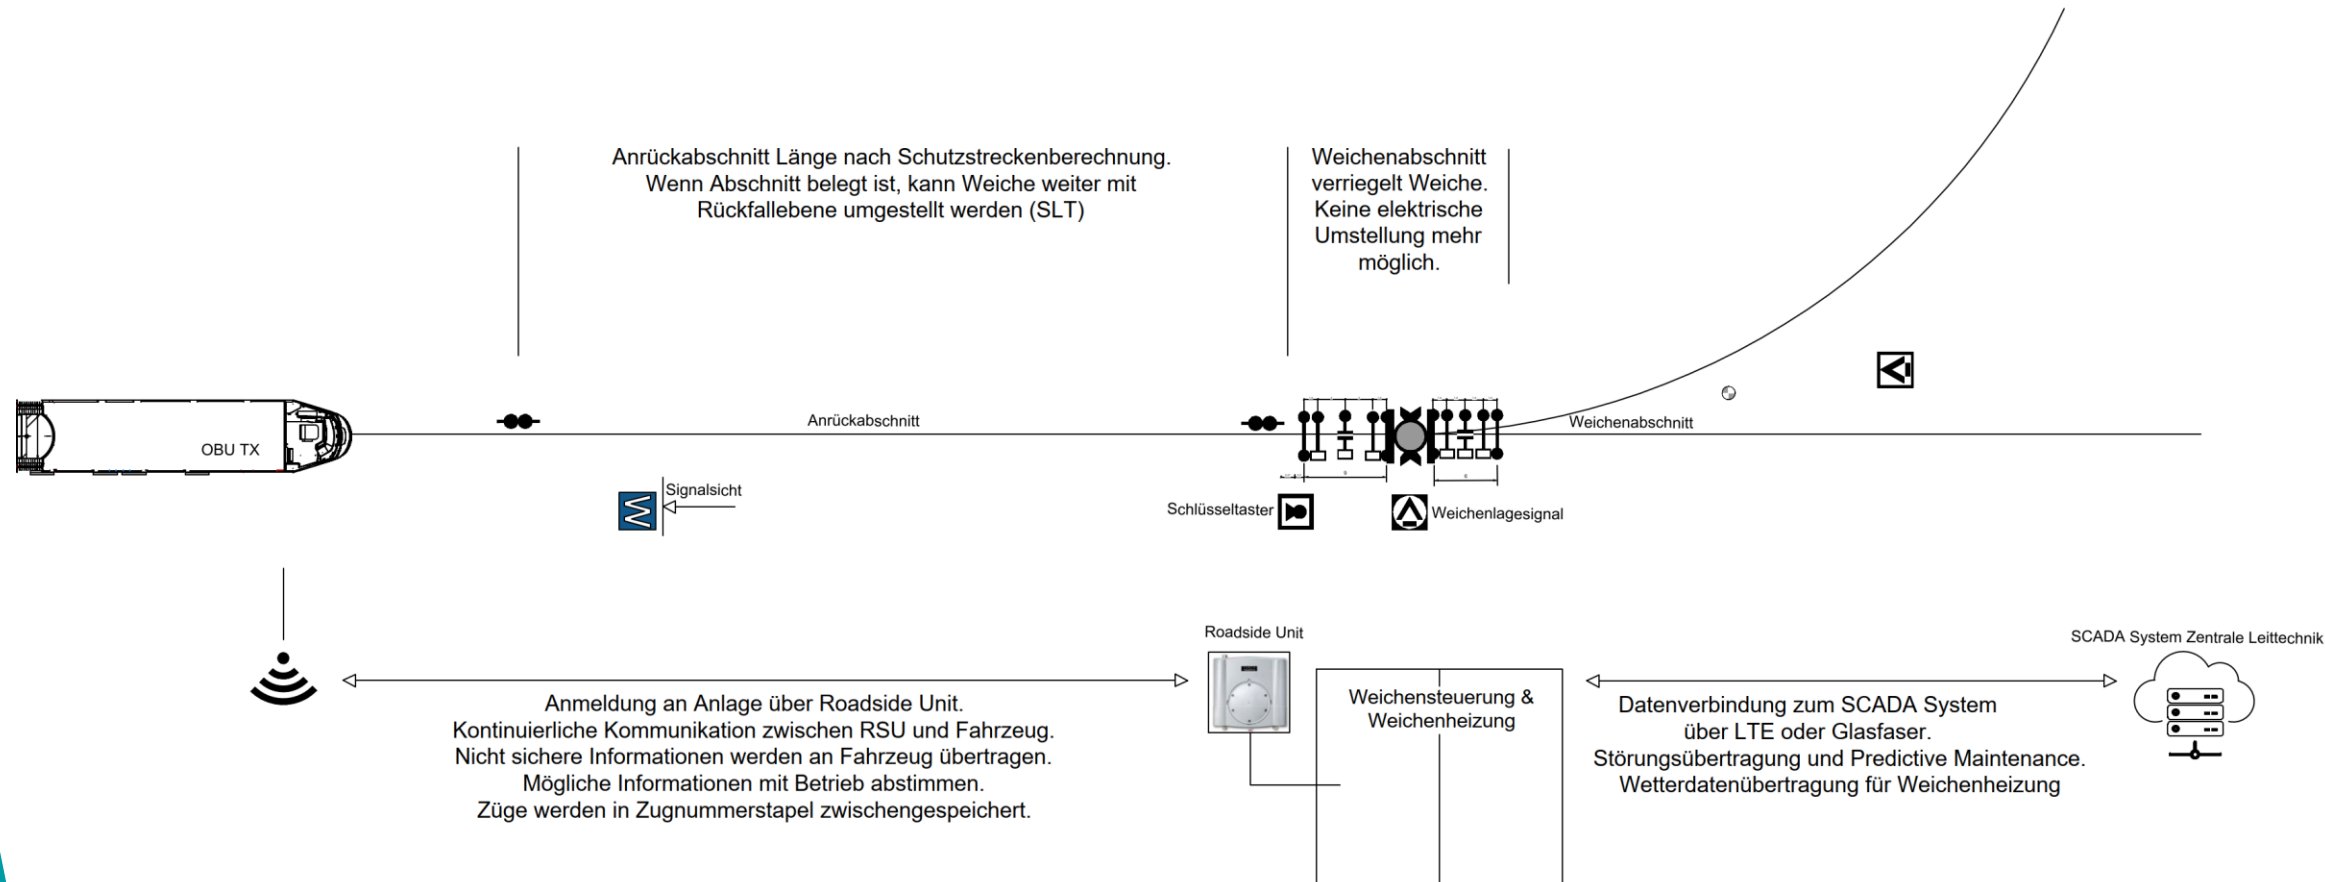 Anrückabschnitt Länge nach Schutzstreckenberechnung.
Wenn Abschnitt belegt ist, kann Weiche weiter mit
Rückfallebene umgestellt werden (SLT)
Weichenabschnitt
verriegelt Weiche.
Keine elektrische
Umstellung mehr
möglich.
OBU TX
Anrückabschnitt
Weichenabschnitt
W
Signalsicht
Schlüsseltaster
Weichenlagesignal
Roadside Unit
SCADA System Zentrale Leittechnik
Anmeldung an Anlage über Roadside Unit.
Kontinuierliche Kommunikation zwischen RSU und Fahrzeug.
Nicht sichere Informationen werden an Fahrzeug übertragen.
Mögliche Informationen mit Betrieb abstimmen.
Züge werden in Zugnummerstapel zwischengespeichert.
Weichensteuerung &
Weichenheizung
Datenverbindung zum SCADA System
über LTE oder Glasfaser.
Störungsübertragung und Predictive Maintenance.
Wetterdatenübertragung für Weichenheizung